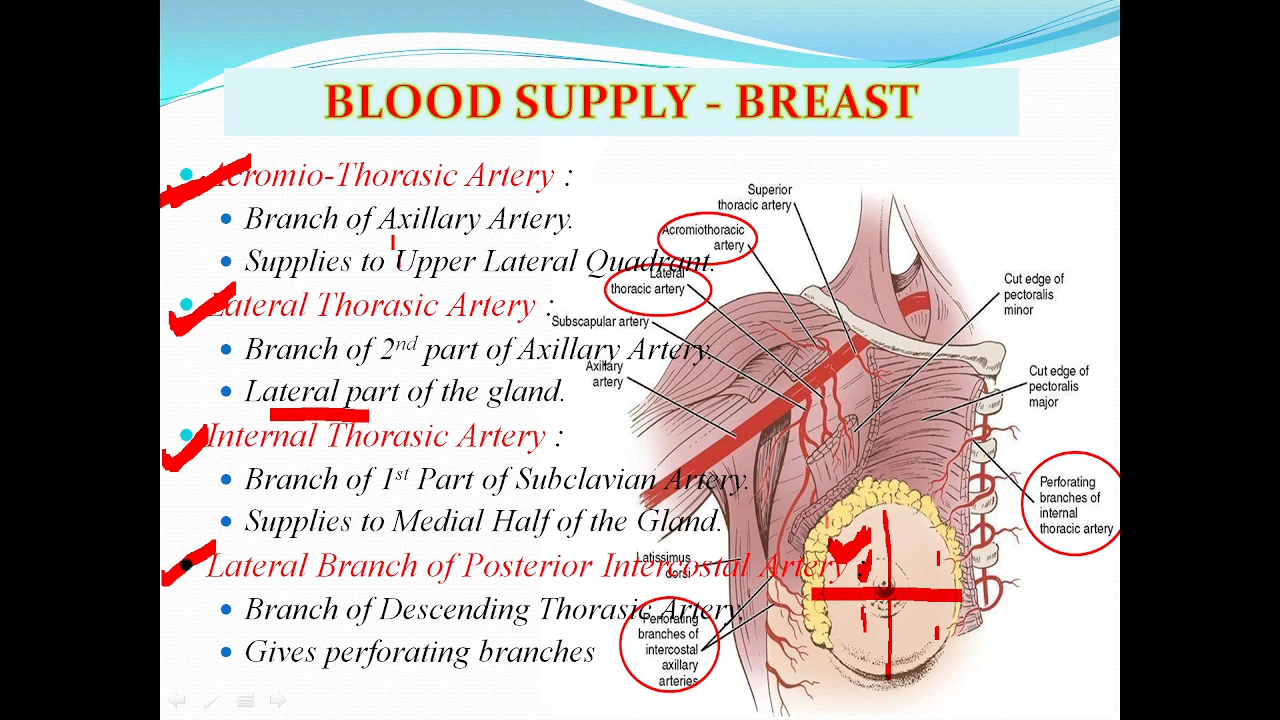 BLOOD SUPPLY - BREAST
Acromio-Thorasic Artery :
Branch of Axillary Artery.
Supplies to Upper Lateral Quadrant.
Lateral Thorasic Artery :
Branch of 2nd part of Axillary Artery.
Lateral part of the gland.
Internal Thorasic Artery :
Branch of 1st Part of Subclavian Artery.
Supplies to Medial Half of the Gland.
Lateral Branch of Posterior Intercostal Artery :
Branch of Descending Thorasic Artery,
Gives perforating branches
Superior
thoracic artery
Acromiothoracic
artery
Lateral
thoracic artery
Subscapular artery
Axillary
artery
Latissimus
dorsi
Perforating
branches of
intercostal
axillary
arteries
Cut edge of
pectoralis
minor
Cut edge of
pectoralis
major
Perforating
branches of
internal
thoracic artery